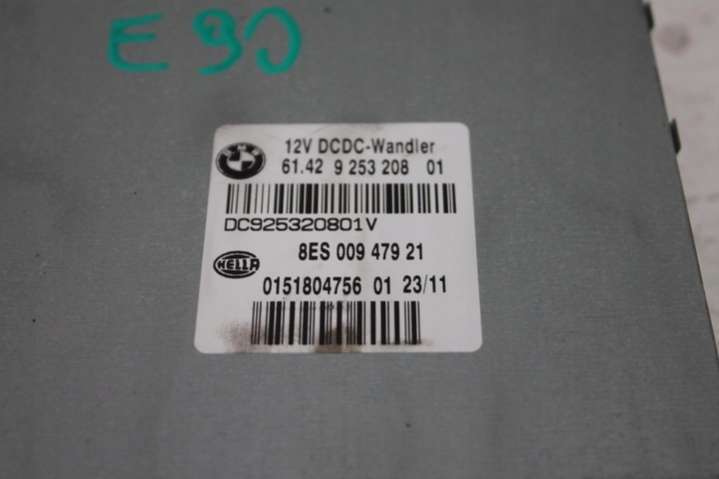 E90
BMW
12V DCDC-Wandler
61.42 9 253 208 01
DC925320801V
8ES 009 479 21
HELLA
0151804756 01 23/11